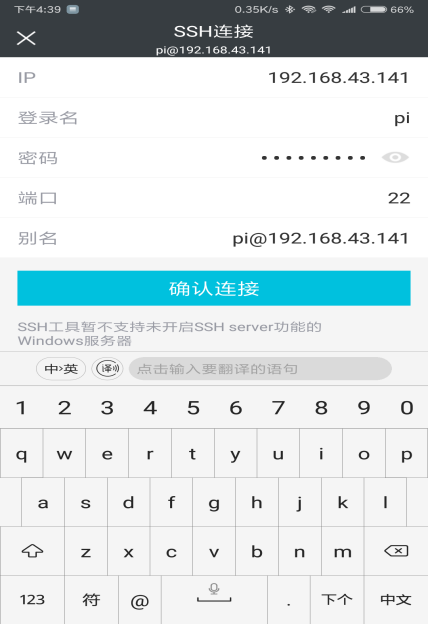 下午4:39 0.35K/s 66%
SSH连接
pi@192.168.43.141
IP 192.168.43.141
登录名 pi
密码 •••••••••
端口 22
别名 pi@192.168.43.141
确认连接
SSH工具暂不支持未开启SSH server功能的
Windows服务器
中›英 译 点击输入要翻译的语句
1 2 3 4 5 6 7 8 9 0
q w e r t y u i o p
a s d f g h j k l
z x c v b n m
123 符 @ . 下个 中文